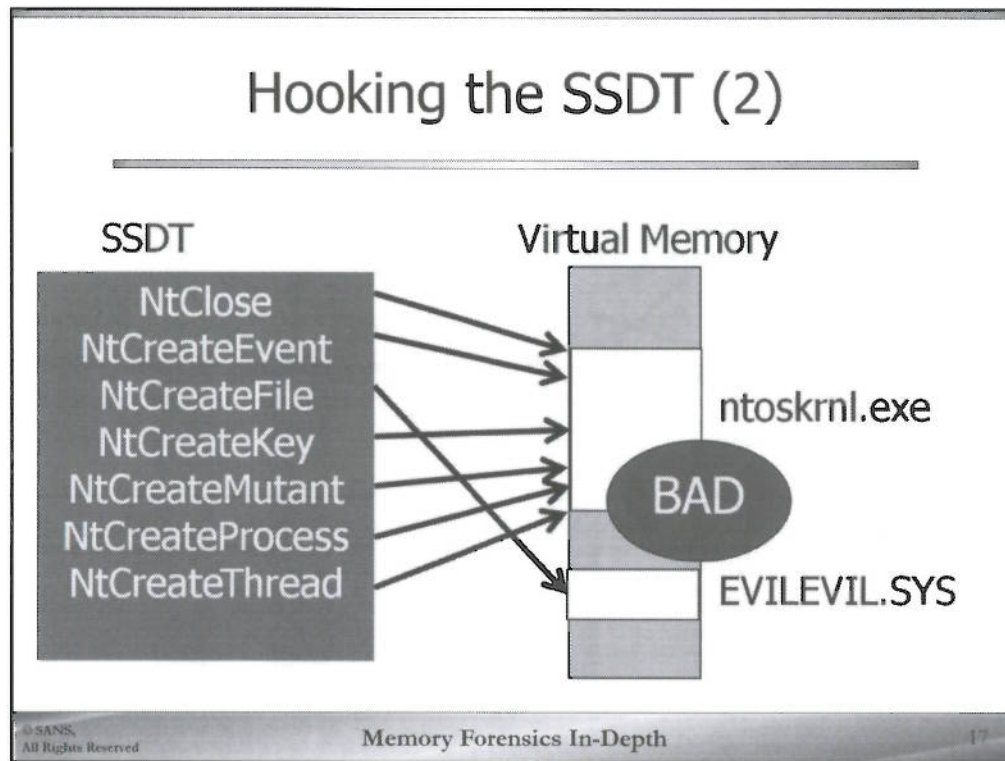 Hooking the SSDT (2)
SSDT
NtClose
NtCreateEvent
NtCreateFile
NtCreateKey
NtCreateMutant
NtCreateProcess
NtCreateThread
Virtual Memory
ntoskrnl.exe
BAD
EVILEVIL.SYS
© SANS,
All Rights Reserved
Memory Forensics In-Depth
17